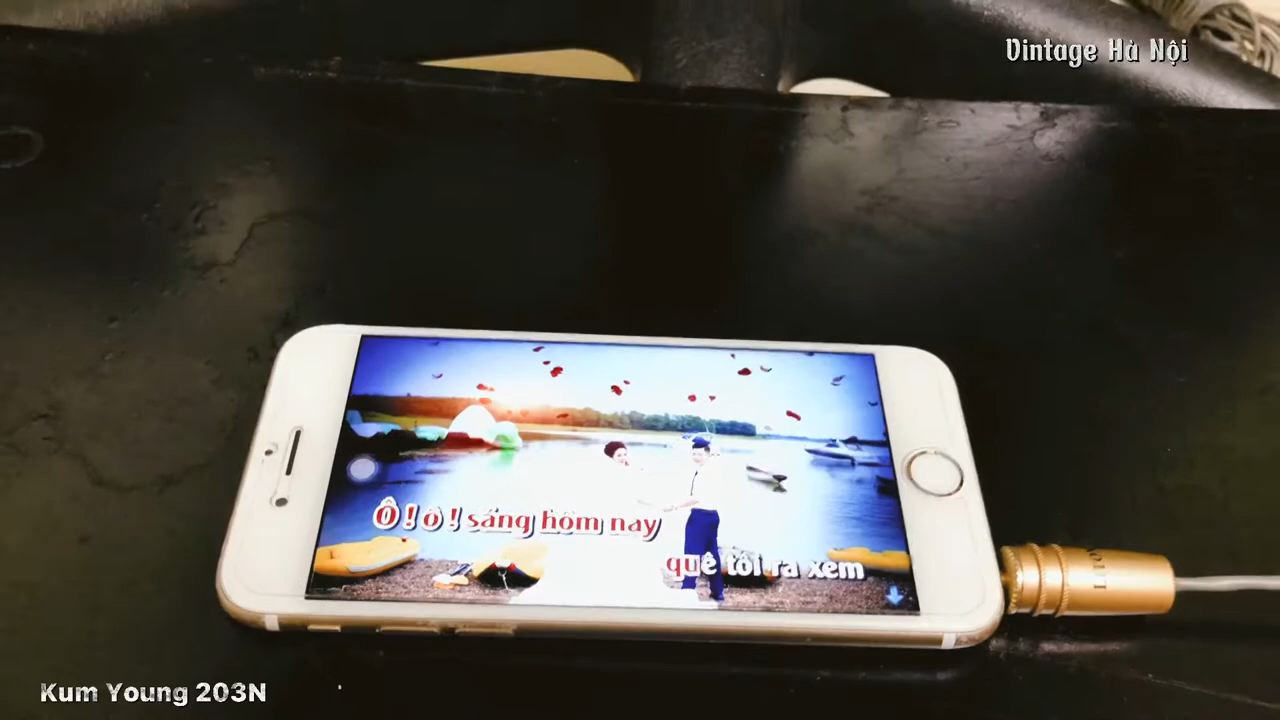 Vintage Hà Nội
Ô ! ô ! sáng hôm nay
quê tôi ra xem
Kum Young 203N